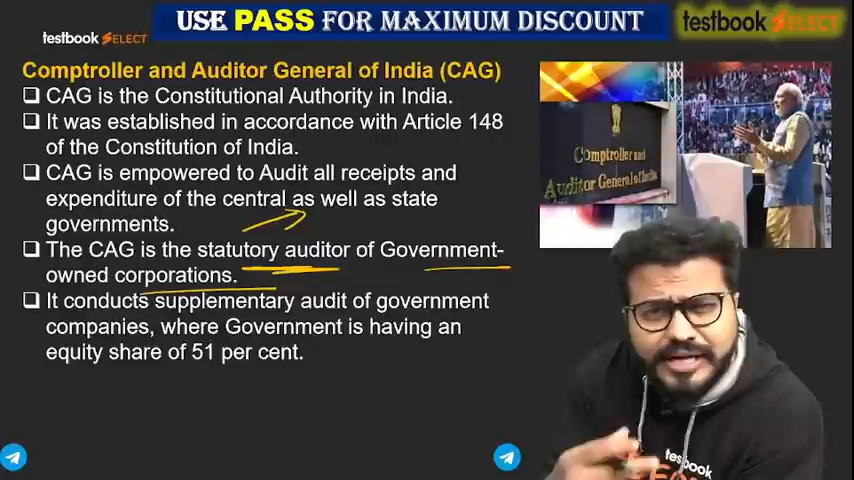 USE PASS FOR MAXIMUM DISCOUNT
testbook SELECT
testbook SELECT
Comptroller and Auditor General of India (CAG)
❑ CAG is the Constitutional Authority in India.
❑ It was established in accordance with Article 148
of the Constitution of India.
❑ CAG is empowered to Audit all receipts and
expenditure of the central as well as state
governments.
❑ The CAG is the statutory auditor of Government-
owned corporations.
❑ It conducts supplementary audit of government
companies, where Government is having an
equity share of 51 per cent.
Comptroller and
Auditor General of India
testbook